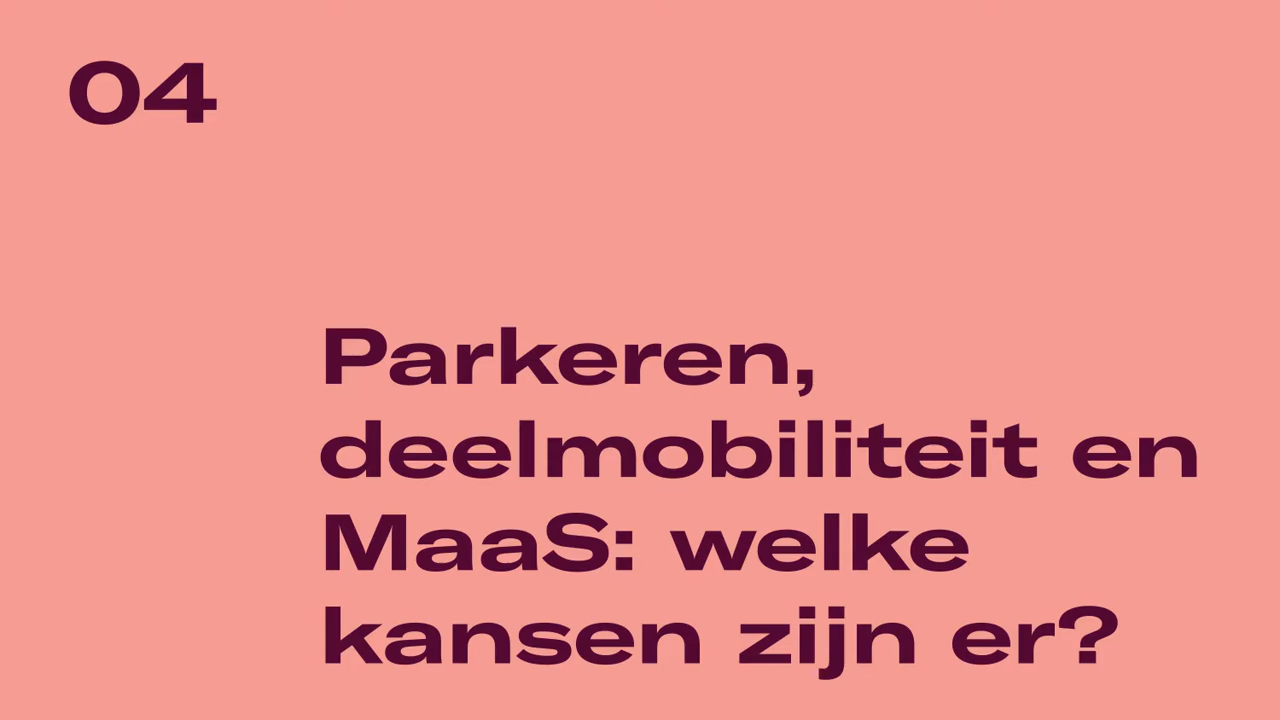 04
Parkeren,
deelmobiliteit en
MaaS: welke
kansen zijn er?